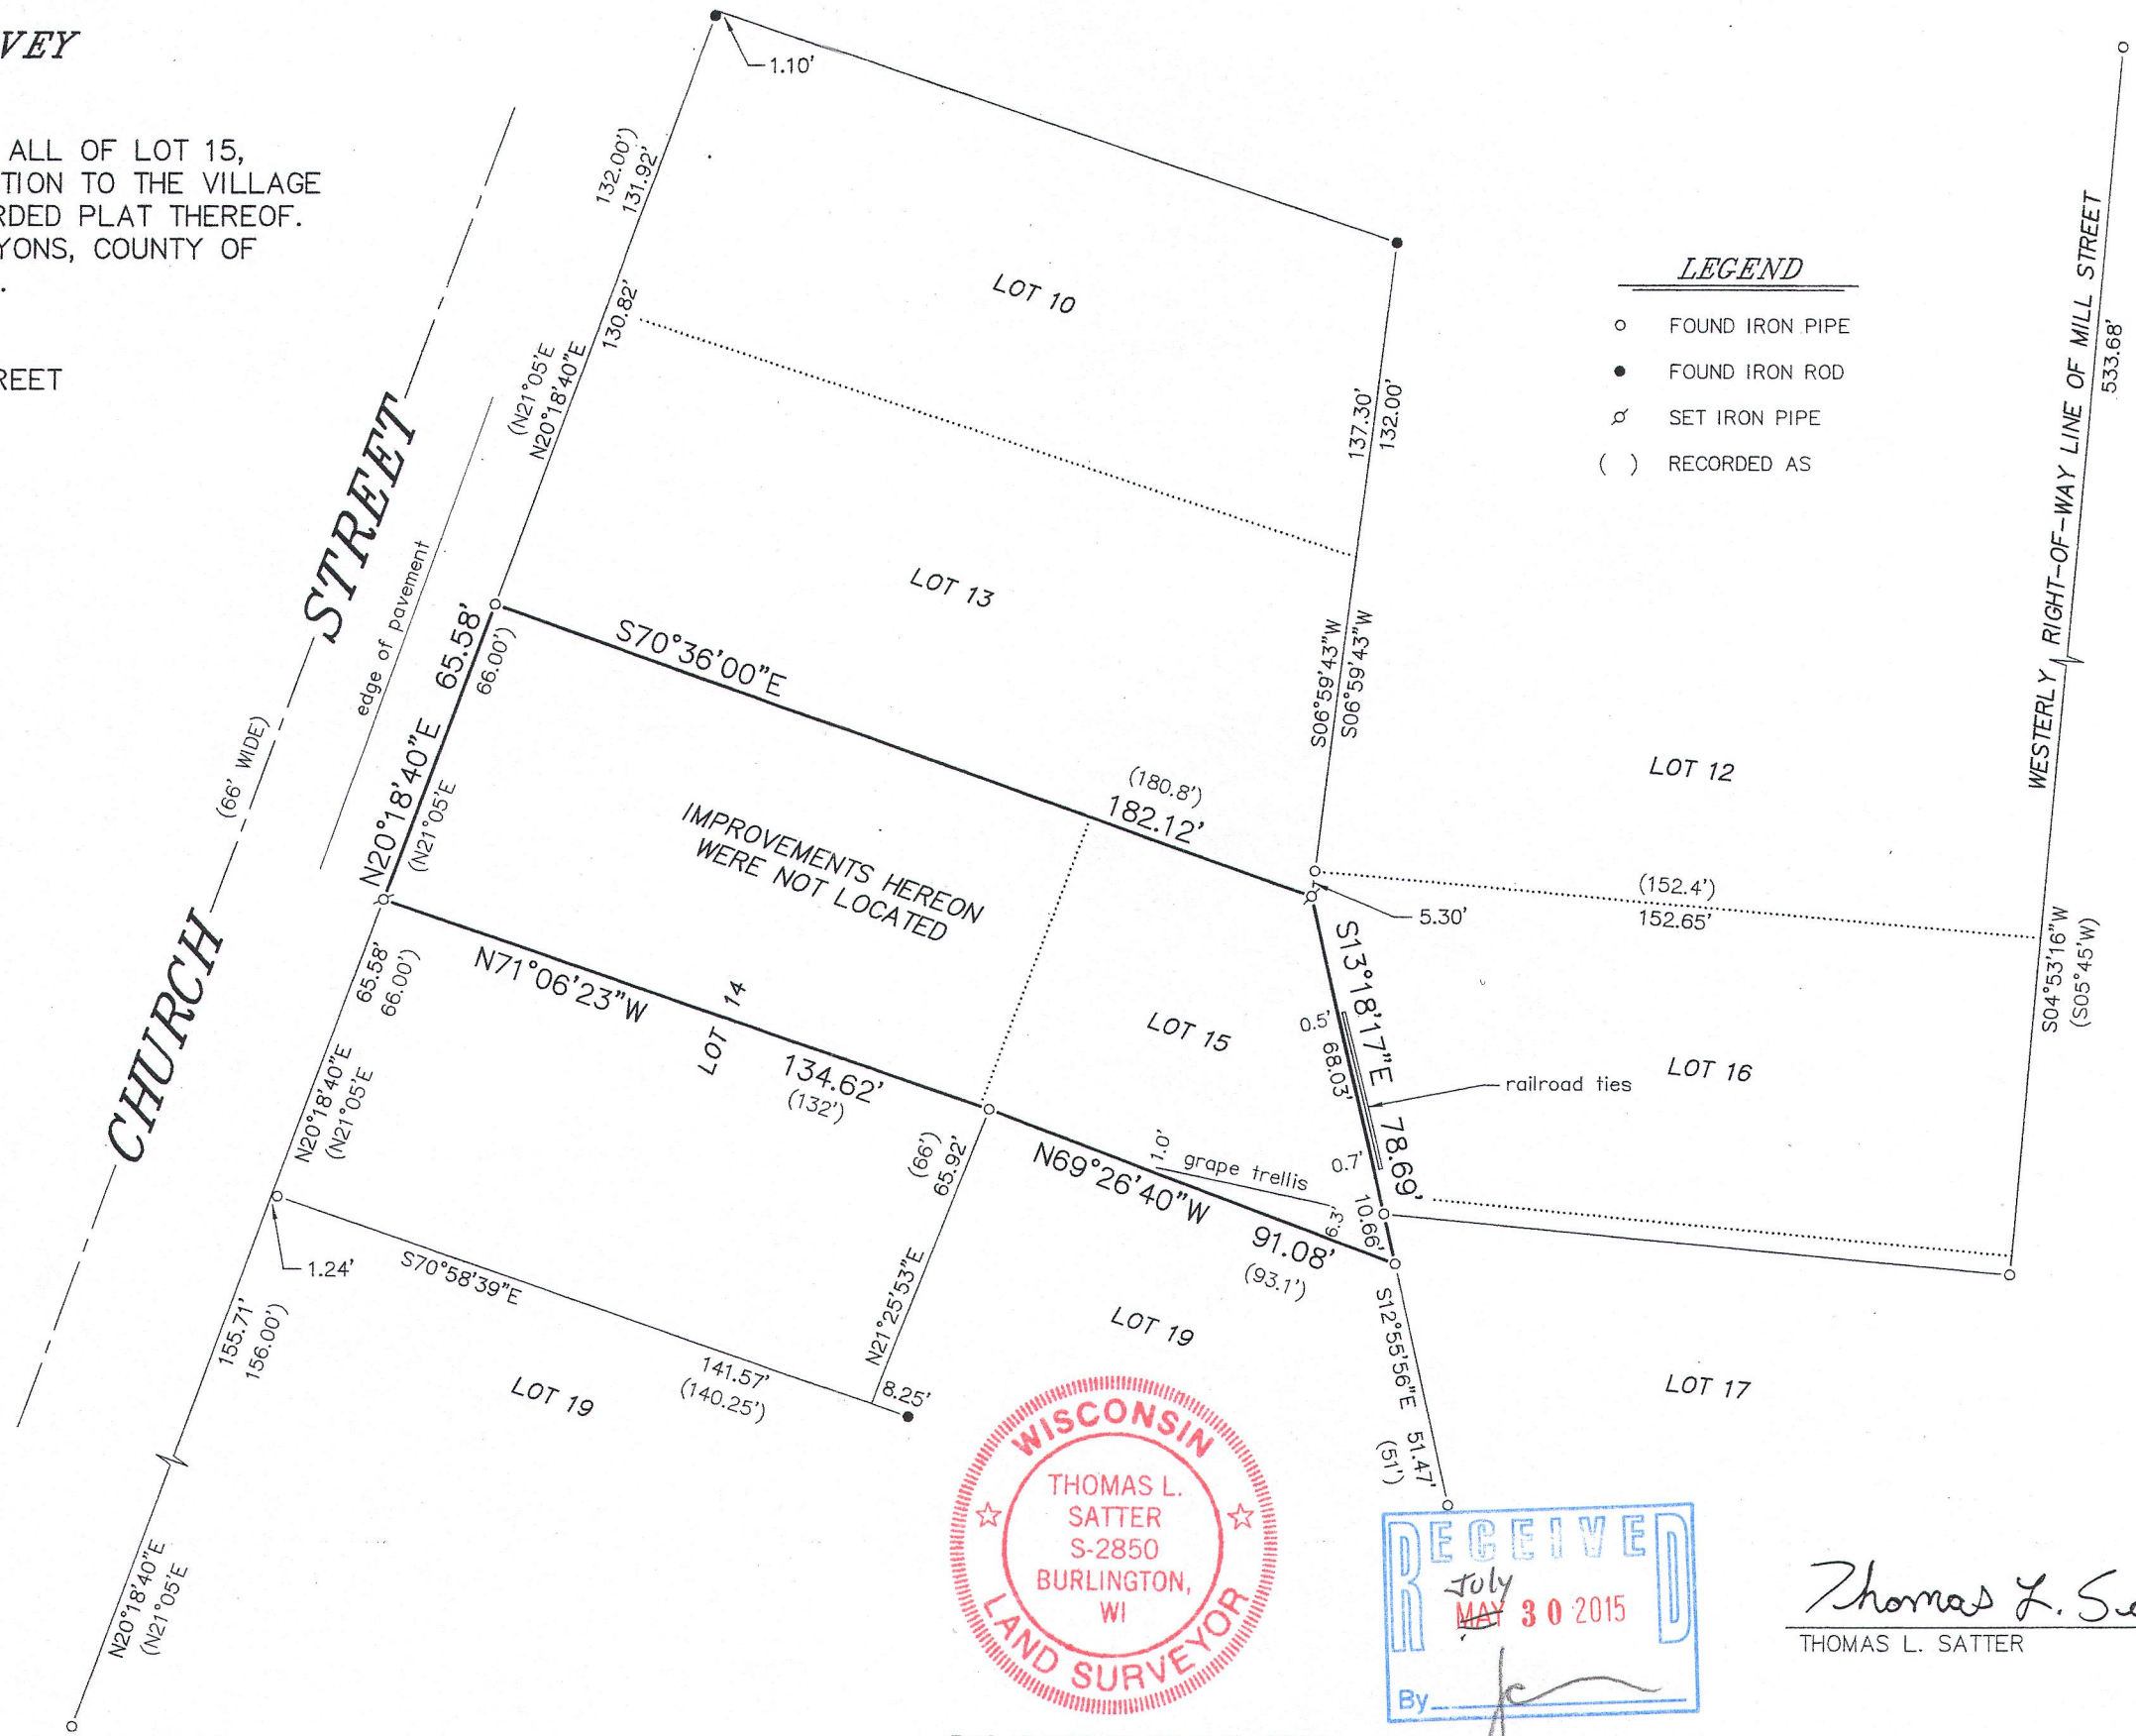 VEY
ALL OF LOT 15,
TION TO THE VILLAGE
RDED PLAT THEREOF.
YONS, COUNTY OF
.
REET
1.10'
132.00')
131.92'
130.82'
(N21°05'E
N20°18'40"E
LOT 10
137.30'
132.00'
LEGEND
FOUND IRON PIPE
FOUND IRON ROD
SET IRON PIPE
( ) RECORDED AS
WESTERLY RIGHT-OF-WAY LINE OF MILL STREET
533.68'
CHURCH STREET
(66' WIDE)
edge of pavement
LOT 13
S06°59'43"W
S06°59'43"W
65.58'
66.00')
N20°18'40"E
(N21°05'E
S70°36'00"E
(180.8')
182.12'
IMPROVEMENTS HEREON
WERE NOT LOCATED
LOT 12
(152.4')
152.65'
5.30'
S04°53'16"W
(S05°45'W)
N71°06'23"W
LOT 14
134.62'
(132')
LOT 15
S13°18'17"E 78.69'
0.5'
68.03'
0.7'
10.66'
railroad ties
LOT 16
65.58'
66.00')
N20°18'40"E
(N21°05'E
(66')
65.92'
N21°25'53"E
N69°26'40"W
91.08'
(93.1')
1.0'
grape trellis
6.3'
1.24'
S70°58'39"E
141.57'
(140.25')
8.25'
LOT 19
LOT 19
155.71'
156.00')
N20°18'40"E
(N21°05'E
S12°55'56"E 51.47'
(51')
LOT 17
WISCONSIN
THOMAS L.
SATTER
S-2850
BURLINGTON,
WI
LAND SURVEYOR
RECEIVED
July
MAY 30 2015
By
Thomas L. S
THOMAS L. SATTER